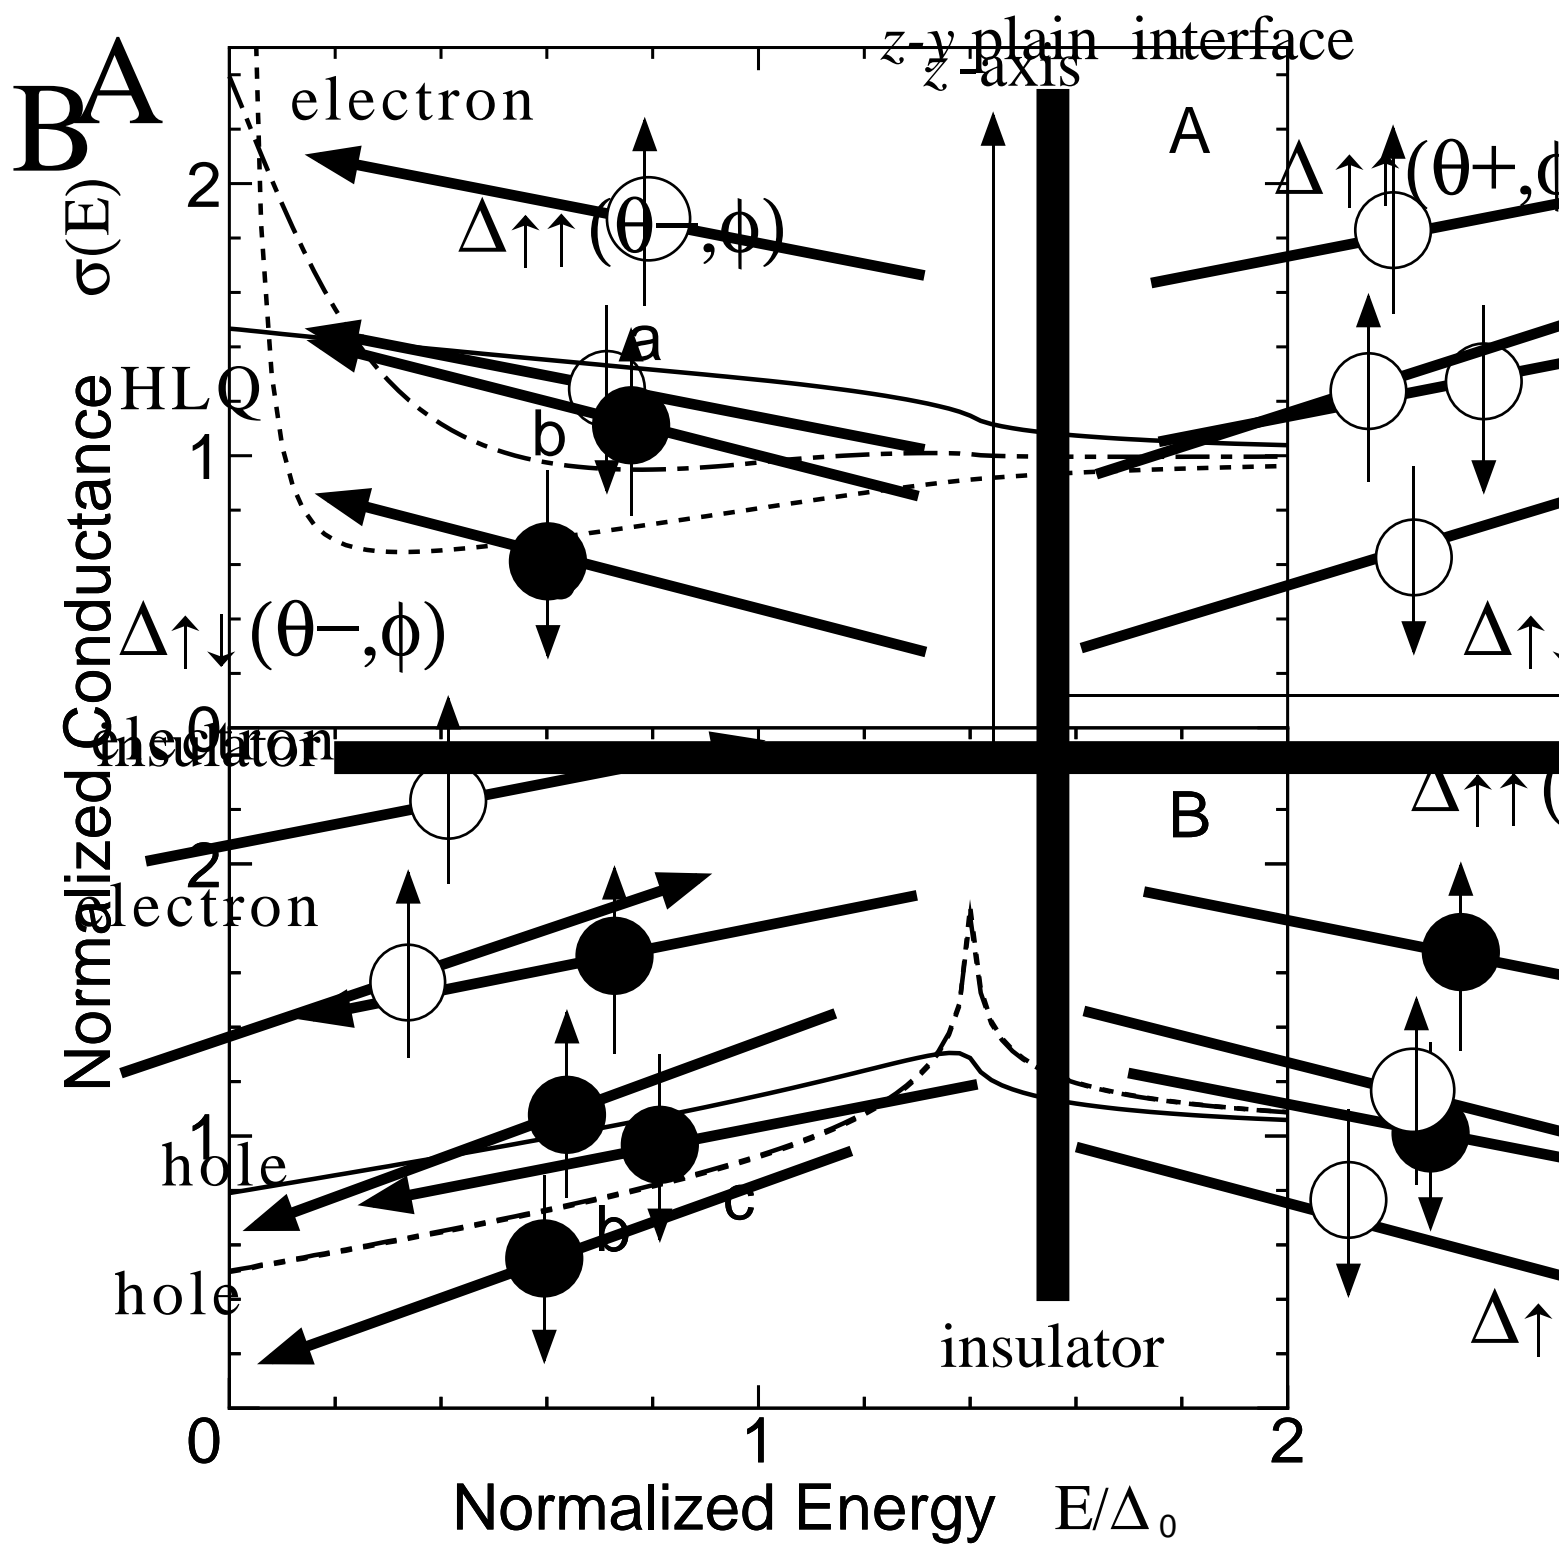 z-y plain interface
z -axis
A
B
electron
A
Δ↑↑(θ+,ϕ
2
σ(E)
Δ↑↑(θ−,ϕ)
a
HLQ
b
1
Δ↑↓(θ−,ϕ)
Δ↑
0
electron
insulator
Normalized Conductance
Δ↑↑(
B
2
electron
1
hole
c
b
hole
Δ↑
insulator
0
1
2
Normalized Energy E/Δ0